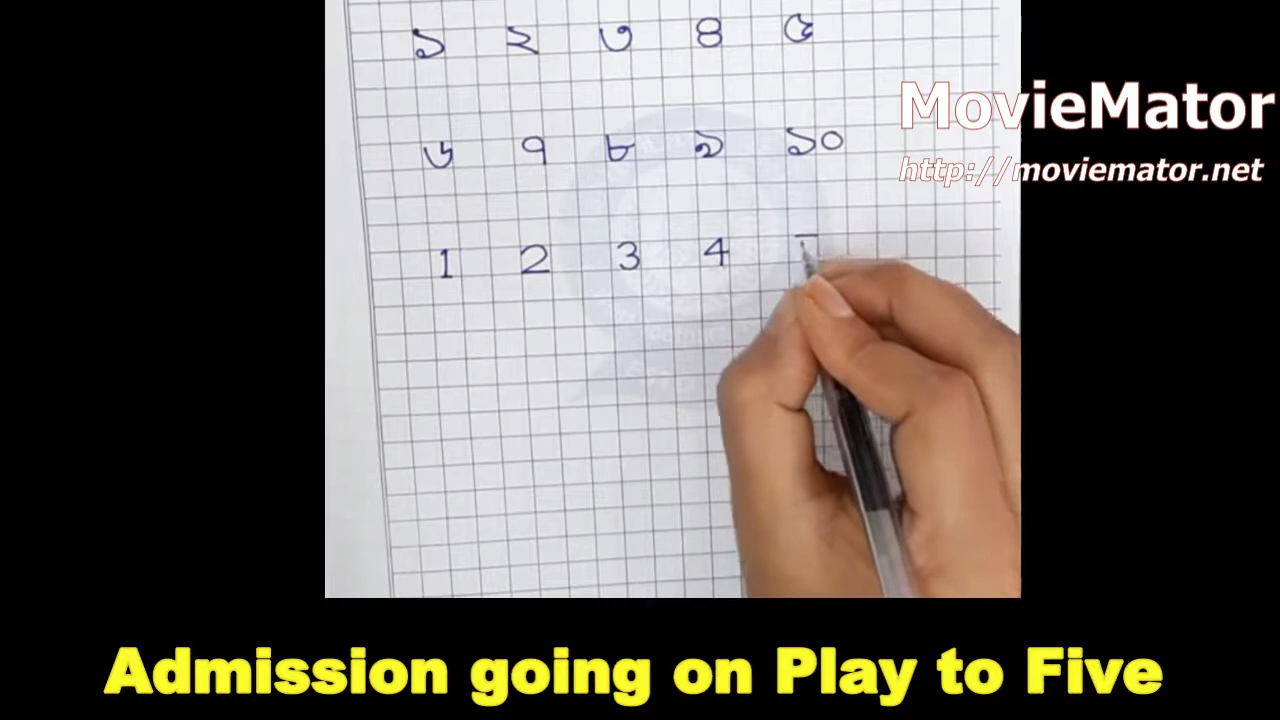 ১ ২ ৩ ৪ ৫
MovieMator
http://moviemator.net
৬ ৭ ৮ ৯ ১০
1 2 3 4
Admission going on Play to Five